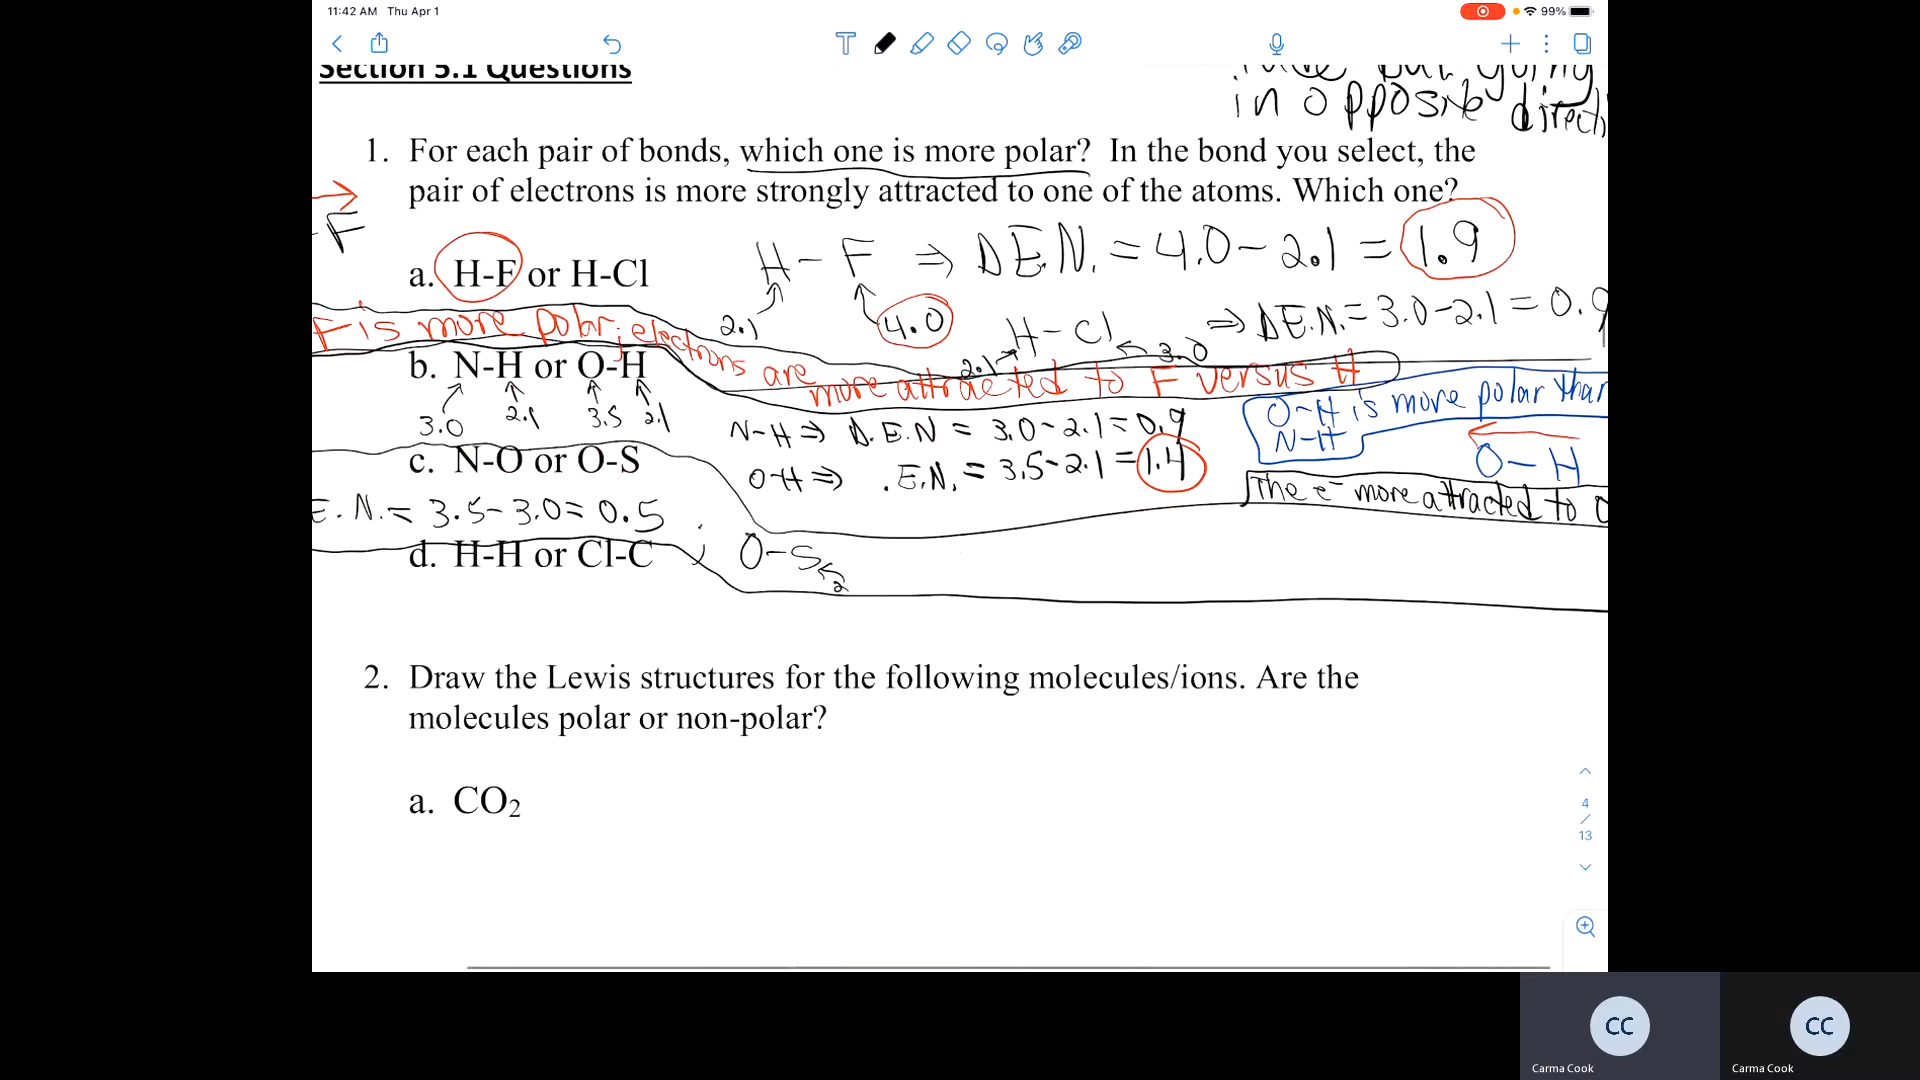 11:42 AM Thu Apr 1
99%
Section 5.1 Questions
in opposite direct
1. For each pair of bonds, which one is more polar? In the bond you select, the
pair of electrons is more strongly attracted to one of the atoms. Which one?
-F
a. H-F or H-Cl
H-F ⇒ Δ E.N. = 4.0-2.1 = 1.9
2.1
4.0
H-Cl ⇒ Δ E.N. = 3.0-2.1 = 0.9
2.1
3.0
F is more polar; electrons are more attracted to F versus H
b. N-H or O-H
3.0 2.1 3.5 2.1
N-H ⇒ Δ.E.N = 3.0-2.1 = 0.9
O-H ⇒ .E.N. = 3.5-2.1 = 1.4
O-H is more polar than
N-H
O-H
The e⁻ more attracted to O
c. N-O or O-S
E.N. = 3.5-3.0 = 0.5 ; O-S
2
d. H-H or Cl-C
2. Draw the Lewis structures for the following molecules/ions. Are the
molecules polar or non-polar?
a. CO₂
4
/
13
CC CC
Carma Cook Carma Cook